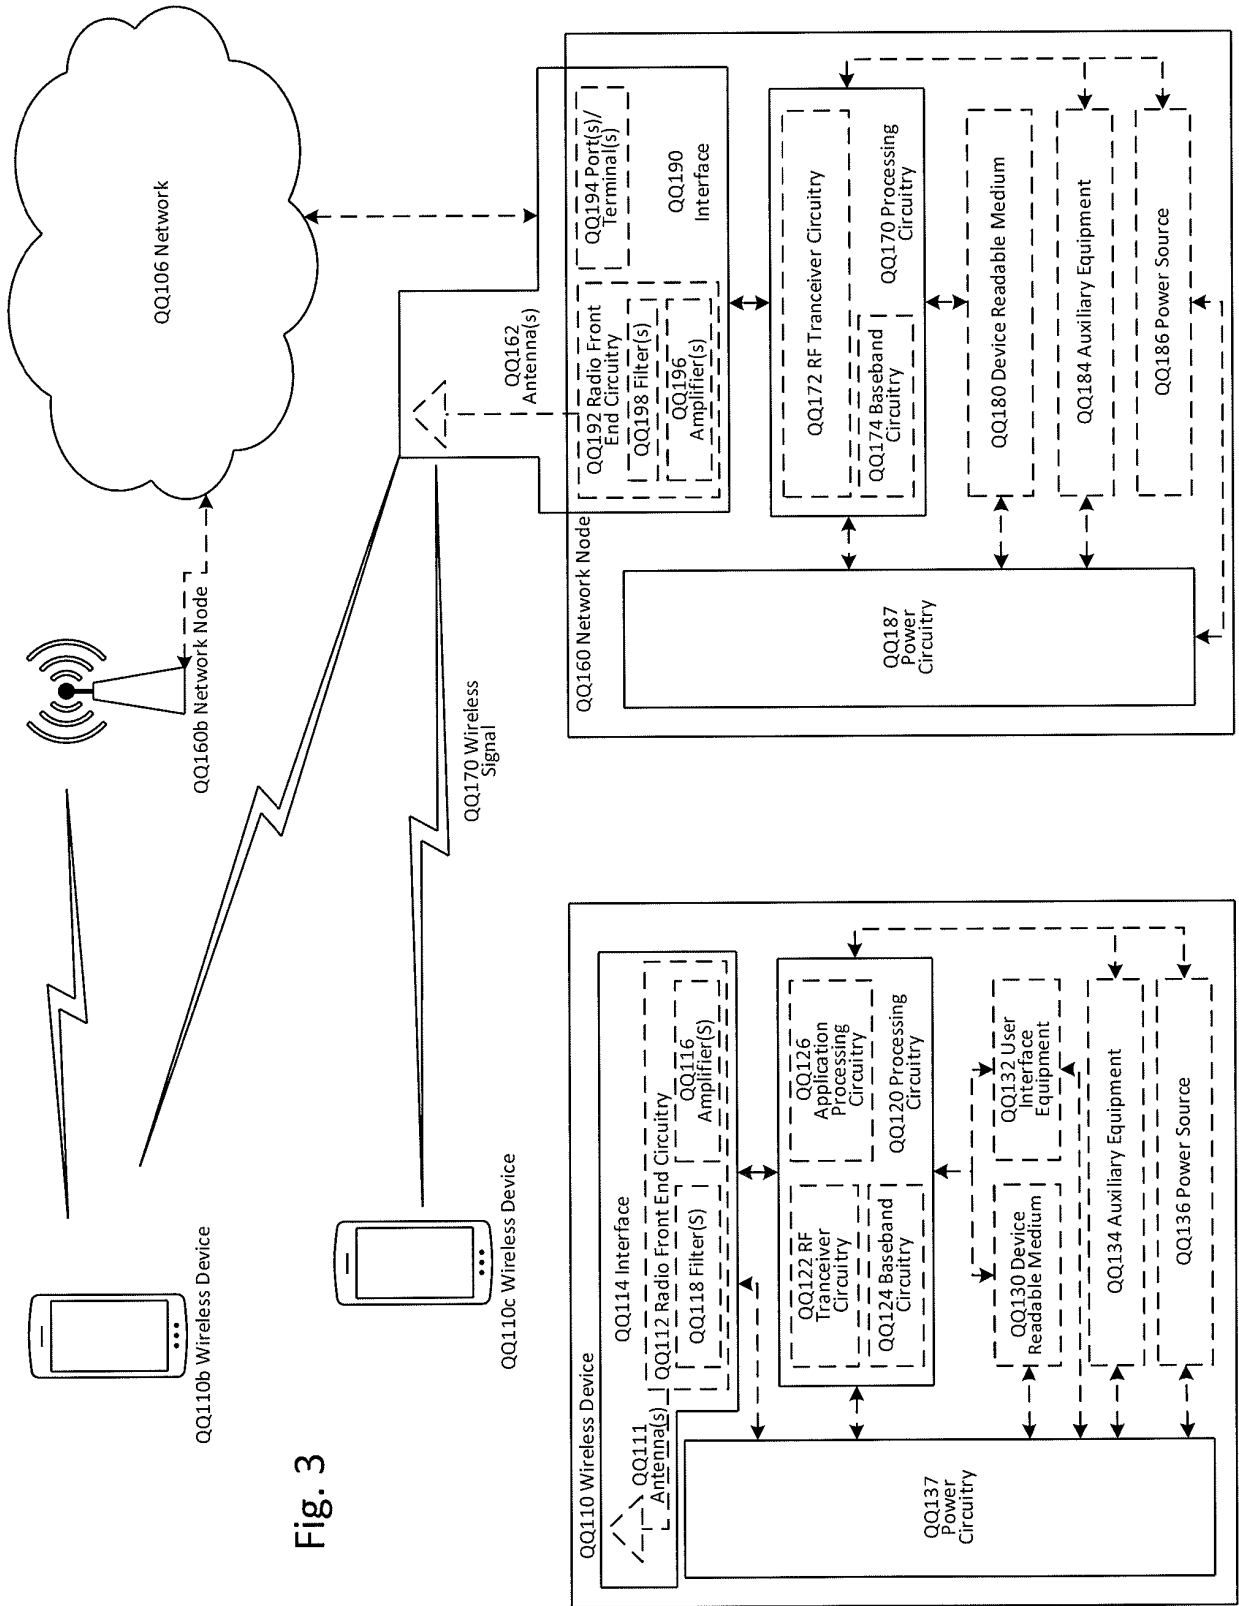 QQ110b Wireless Device
QQ110c Wireless Device
Fig. 3
QQ160b Network Node
QQ106 Network
QQ170 Wireless
Signal
QQ162
Antenna(s)
QQ110 Wireless Device
QQ111
Antenna(s)
QQ114 Interface
QQ112 Radio Front End Circuitry
QQ118 Filter(S)
QQ116
Amplifier(S)
QQ122 RF
Tranceiver
Circuitry
QQ126
Application
Processing
Circuitry
QQ124 Baseband
Circuitry
QQ120 Processing
Circuitry
QQ130 Device
Readable Medium
QQ132 User
Interface
Equipment
QQ134 Auxiliary Equipment
QQ136 Power Source
QQ137
Power
Circuitry
QQ160 Network Node
QQ192 Radio Front
End Circuitry
QQ198 Filter(s)
QQ196
Amplifier(s)
QQ194 Port(s)/
Terminal(s)
QQ190
Interface
QQ172 RF Tranceiver Circuitry
QQ174 Baseband
Circuitry
QQ170 Processing
Circuitry
QQ180 Device Readable Medium
QQ184 Auxiliary Equipment
QQ186 Power Source
QQ187
Power
Circuitry